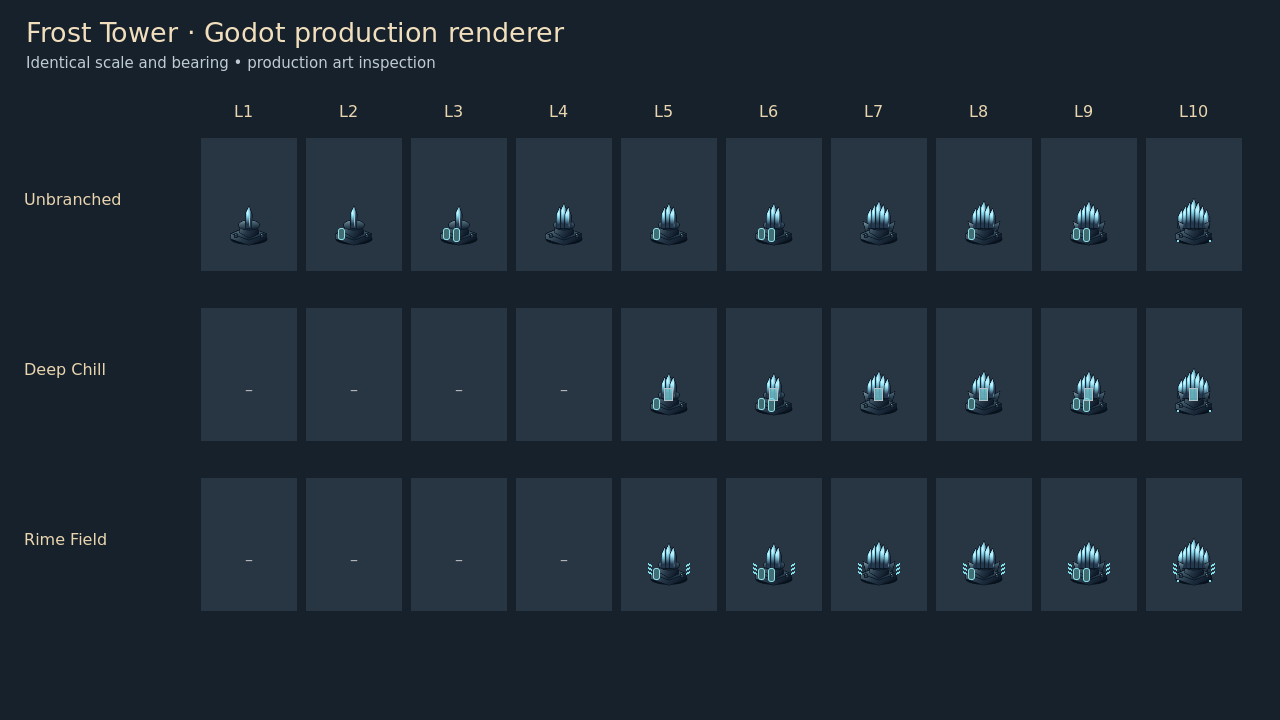 Frost Tower · Godot production renderer
Identical scale and bearing • production art inspection
L1 L2 L3 L4 L5 L6 L7 L8 L9 L10
Unbranched
Deep Chill
– – – –
Rime Field
– – – –